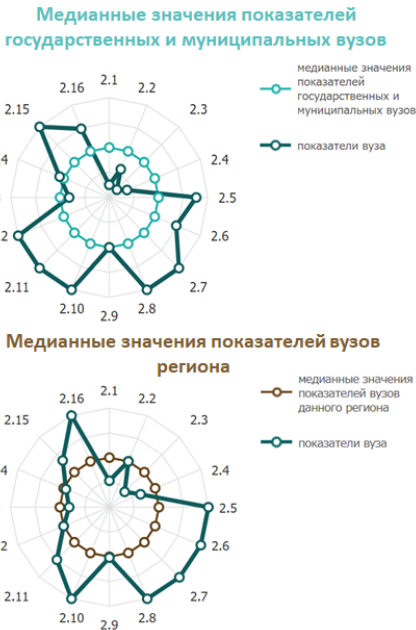 Медианные значения показателей
государственных и муниципальных вузов
медианные значения
показателей
государственных и
муниципальных вузов
показатели вуза
2.1
2.16
2.2
2.15
2.3
4
2.4
2.5
2
2.6
2.11
2.7
2.10
2.8
2.9
Медианные значения показателей вузов
региона
медианные значения
показателей вузов
данного региона
показатели вуза
2.1
2.16
2.2
2.15
2.3
4
2.4
2.5
2
2.6
2.11
2.7
2.10
2.8
2.9